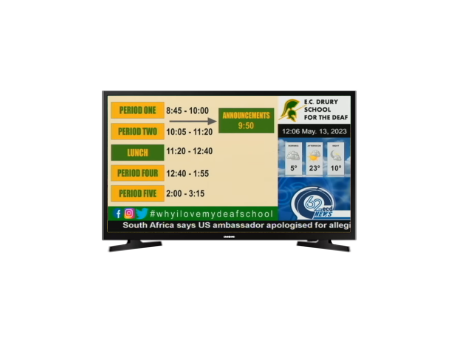 PERIOD ONE 8:45 - 10:00
ANNOUNCEMENTS
9:50
PERIOD TWO 10:05 - 11:20
LUNCH 11:20 - 12:40
PERIOD FOUR 12:40 - 1:55
PERIOD FIVE 2:00 - 3:15
E.C. DRURY
SCHOOL
FOR THE DEAF
12:06 May. 13, 2023
5° 23° 10°
NEWS
#whyilovemydeafschool
South Africa says US ambassador apologised for allegi